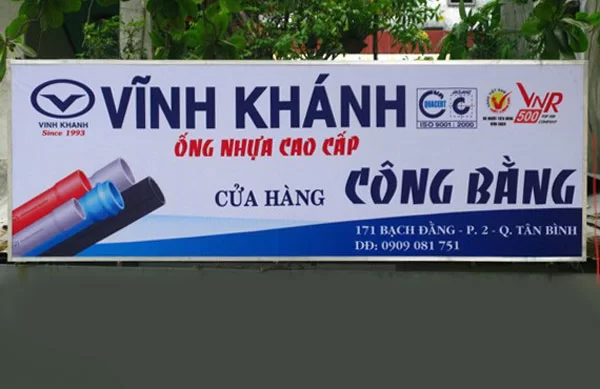 VĨNH KHÁNH
VINH KHANH
Since 1993
ỐNG NHỰA CAO CẤP
QUACERT
ISO 9001 : 2000
VNR
500
CỬA HÀNG
CÔNG BẰNG
171 BẠCH ĐẰNG - P. 2 - Q. TÂN BÌNH
DĐ: 0909 081 751